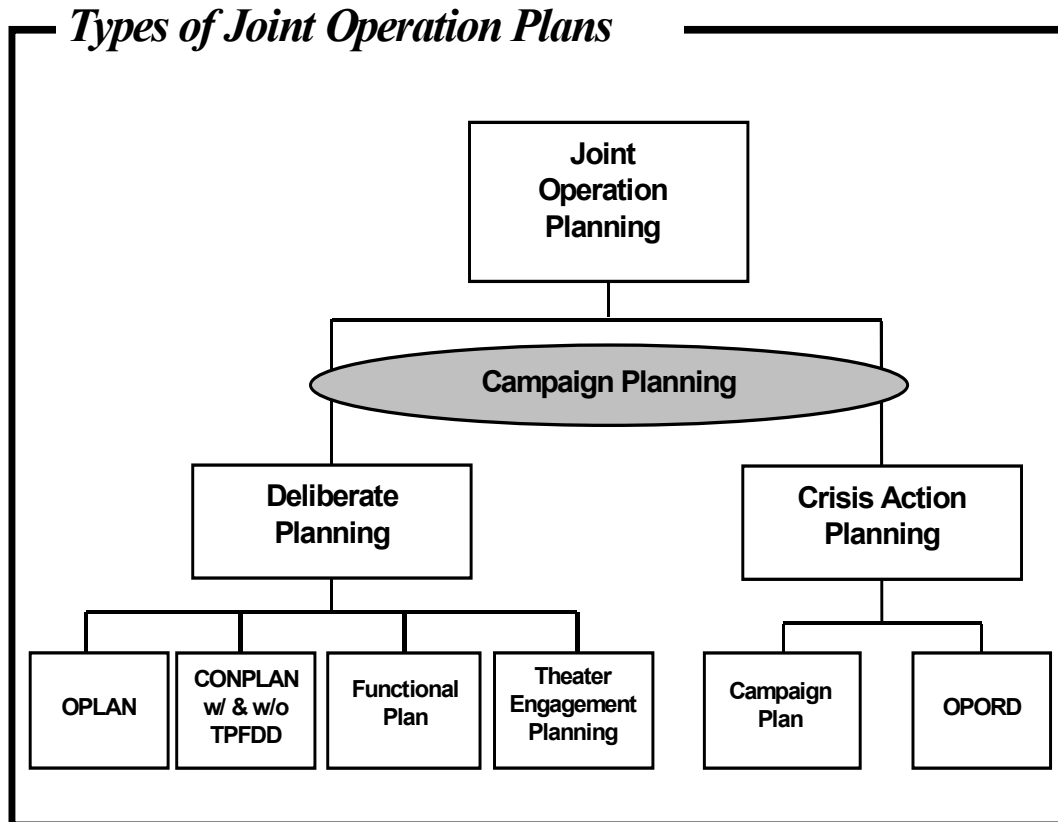 Types of Joint Operation Plans
Joint
Operation
Planning
Campaign Planning
Deliberate
Planning
Crisis Action
Planning
OPLAN
CONPLAN
w/ & w/o
TPFDD
Functional
Plan
Theater
Engagement
Planning
Campaign
Plan
OPORD